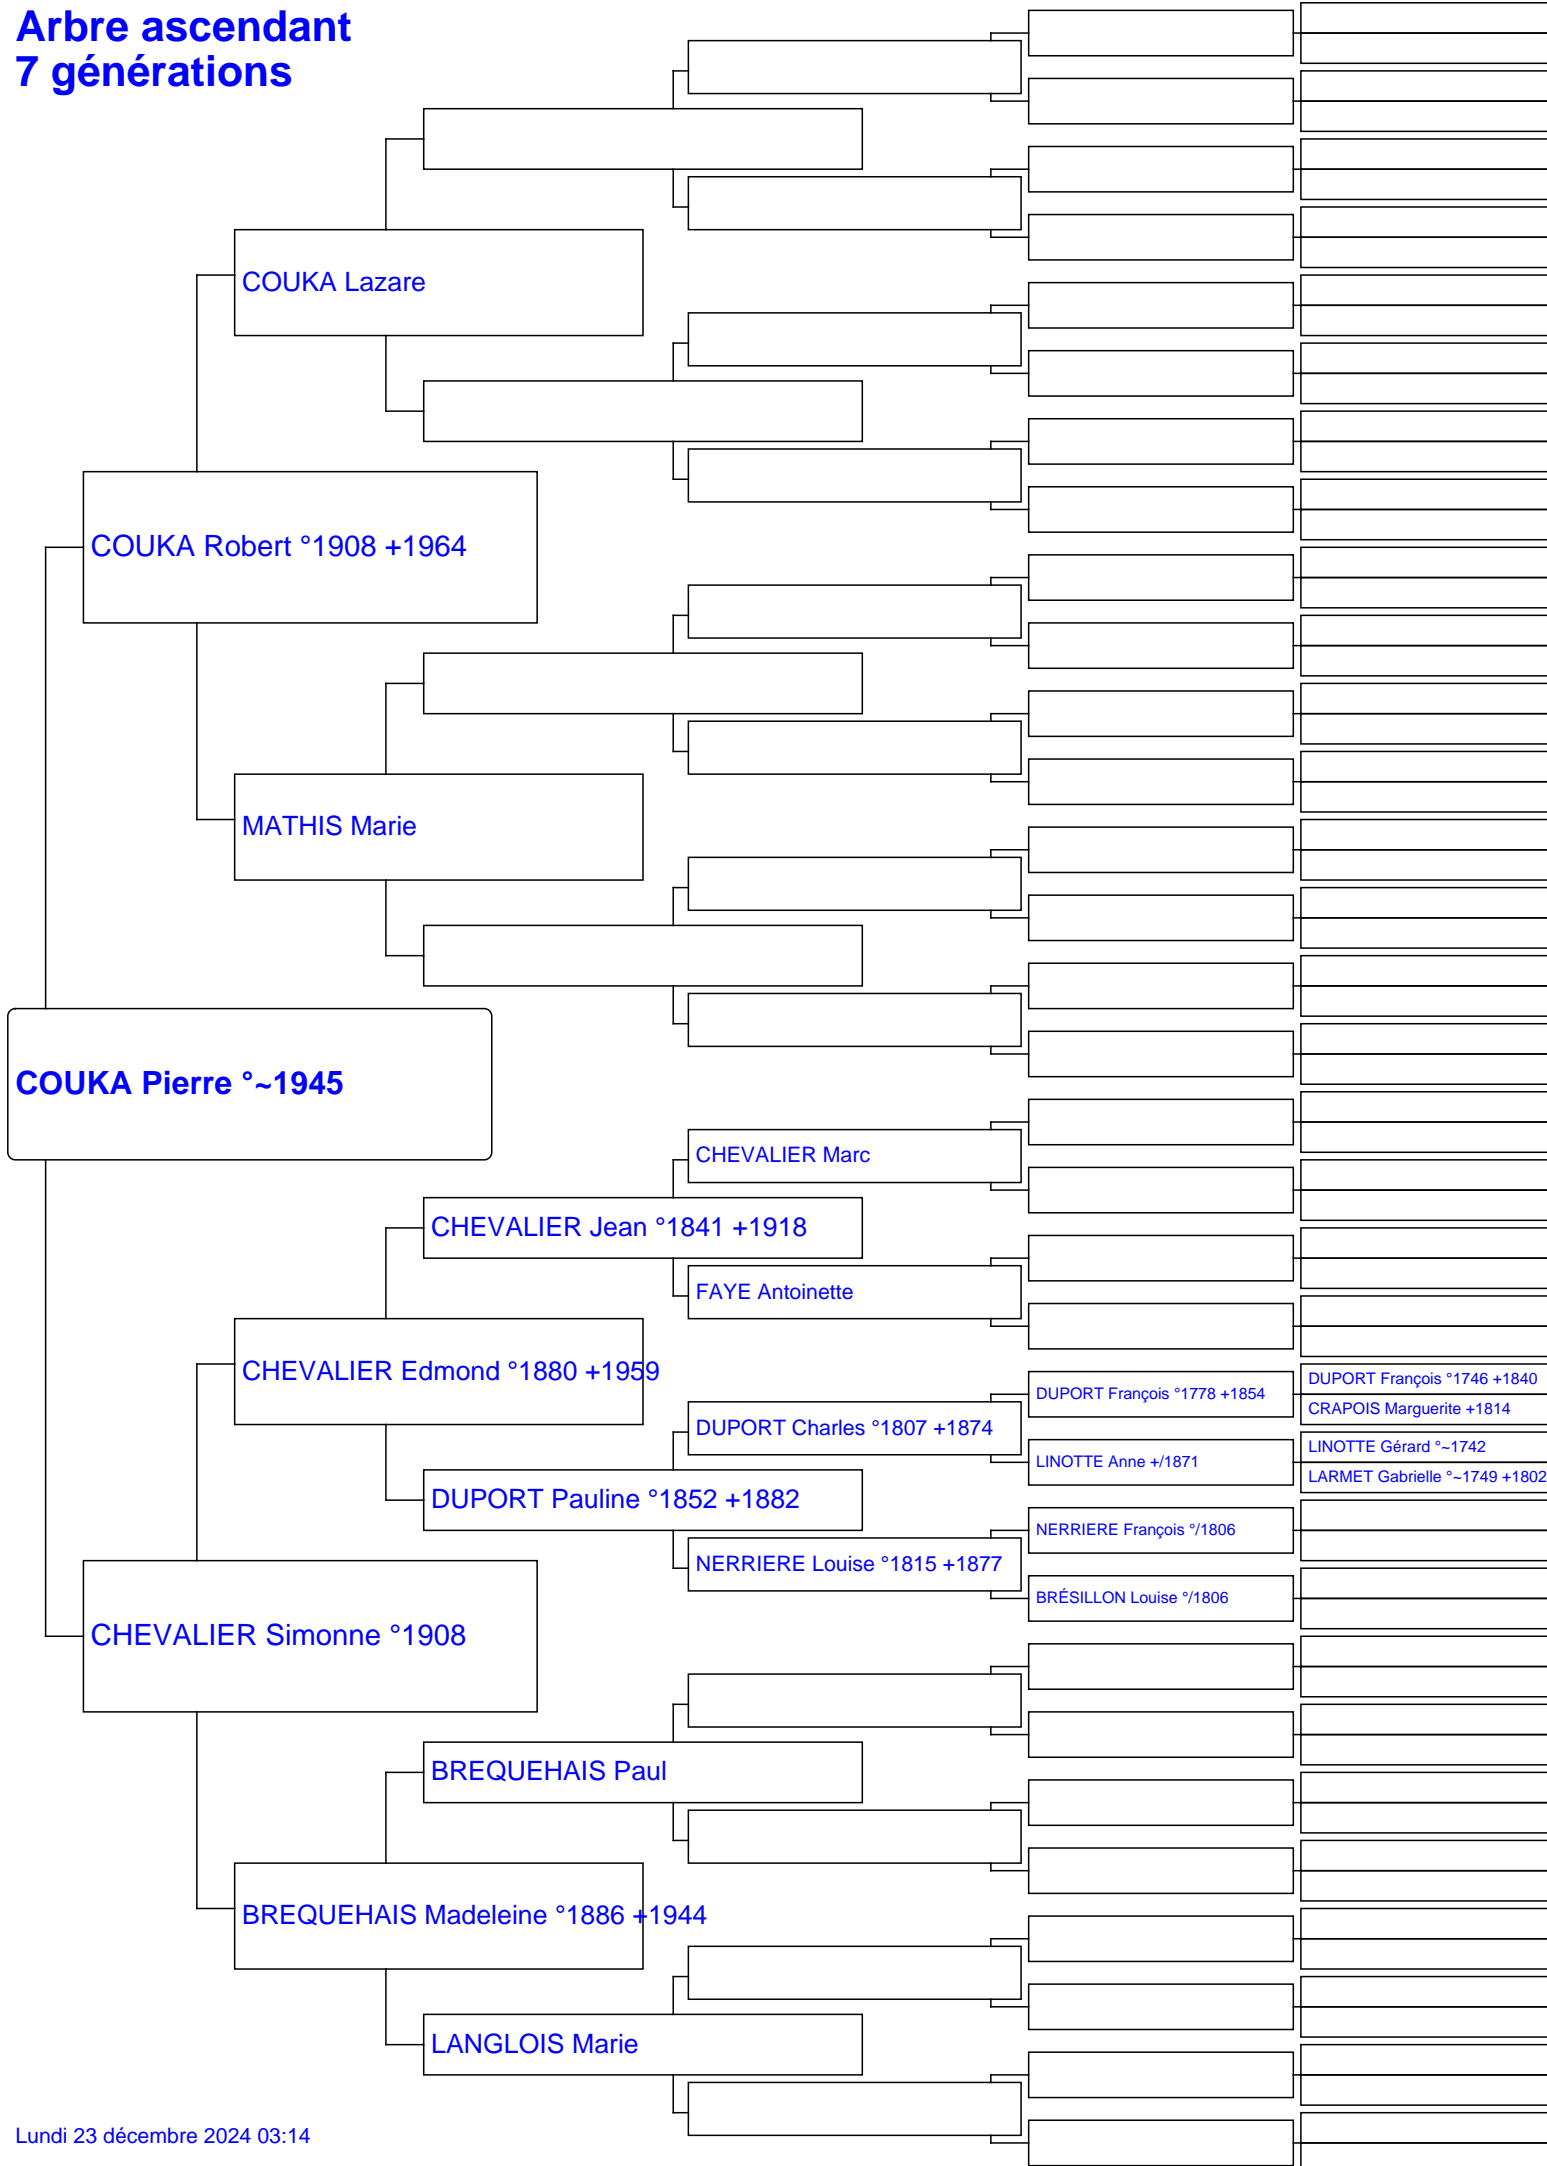 Arbre ascendant
7 générations
COUKA Lazare
COUKA Robert °1908 +1964
MATHIS Marie
COUKA Pierre °~1945
CHEVALIER Marc
CHEVALIER Jean °1841 +1918
FAYE Antoinette
CHEVALIER Edmond °1880 +1959
DUPORT François °1746 +1840
DUPORT François °1778 +1854
CRAPOIS Marguerite +1814
DUPORT Charles °1807 +1874
LINOTTE Gérard °~1742
LINOTTE Anne +/1871
LARMET Gabrielle °~1749 +1802
DUPORT Pauline °1852 +1882
NERRIERE François °/1806
NERRIERE Louise °1815 +1877
BRÉSILLON Louise °/1806
CHEVALIER Simonne °1908
BREQUEHAIS Paul
BREQUEHAIS Madeleine °1886 +1944
LANGLOIS Marie
Lundi 23 décembre 2024 03:14